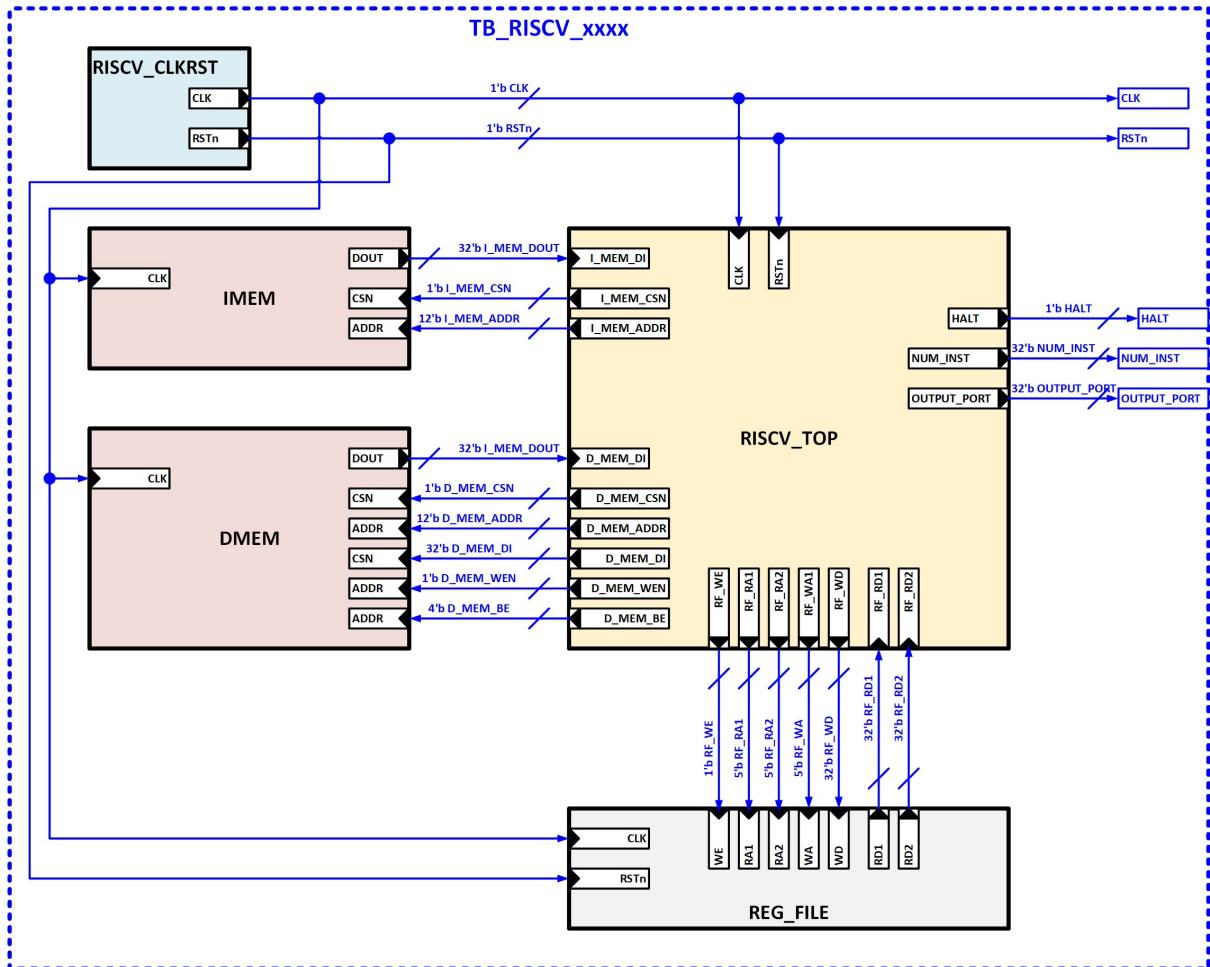 TB_RISCV_xxxx
RISCV_CLKRST
CLK
1'b CLK
CLK
RSTn
1'b RSTn
RSTn
IMEM
CLK
DOUT
CSN
ADDR
32'b I_MEM_DOUT
1'b I_MEM_CSN
12'b I_MEM_ADDR
I_MEM_DI
I_MEM_CSN
I_MEM_ADDR
CLK
RSTn
HALT
1'b HALT
HALT
NUM_INST
32'b NUM_INST
NUM_INST
OUTPUT_PORT
32'b OUTPUT_PORT
OUTPUT_PORT
RISCV_TOP
DMEM
CLK
DOUT
CSN
ADDR
CSN
ADDR
ADDR
32'b I_MEM_DOUT
1'b D_MEM_CSN
12'b D_MEM_ADDR
32'b D_MEM_DI
1'b D_MEM_WEN
4'b D_MEM_BE
D_MEM_DI
D_MEM_CSN
D_MEM_ADDR
D_MEM_DI
D_MEM_WEN
D_MEM_BE
RF_WE
RF_RA1
RF_RA2
RF_WA1
RF_WD
RF_RD1
RF_RD2
1'b RF_WE
5'b RF_RA1
5'b RF_RA2
5'b RF_WA
32'b RF_WD
32'b RF_RD1
32'b RF_RD2
CLK
RSTn
WE
RA1
RA2
WA
WD
RD1
RD2
REG_FILE